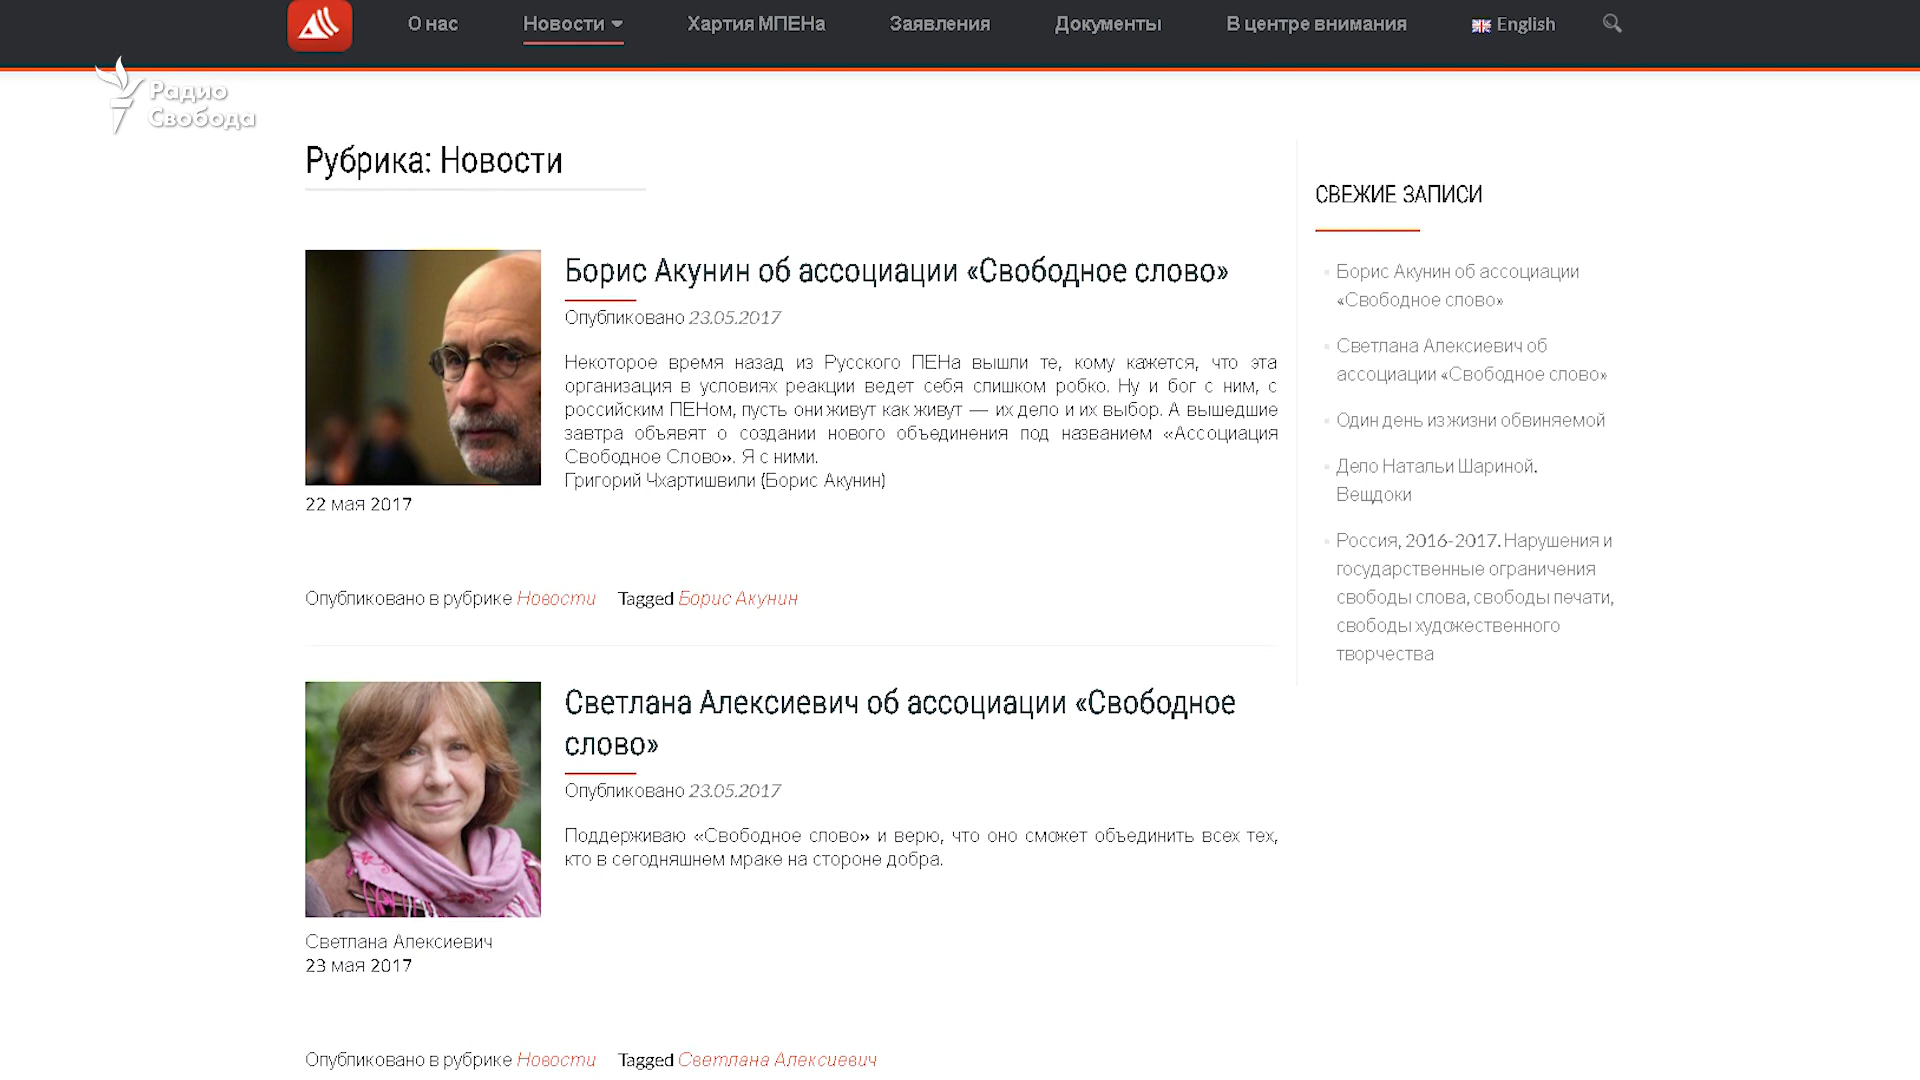 О нас
Новости
Хартия МПЕНа
Заявления
Документы
В центре внимания
English
Радио
Свобода
Рубрика: Новости
Борис Акунин об ассоциации «Свободное слово»
Опубликовано 23.05.2017
Некоторое время назад из Русского ПЕНа вышли те, кому кажется, что эта
организация в условиях реакции ведет себя слишком робко. Ну и бог с ним, с
российским ПЕНом, пусть они живут как живут — их дело и их выбор. А вышедшие
завтра объявят о создании нового объединения под названием «Ассоциация
Свободное Слово». Я с ними.
Григорий Чхартишвили (Борис Акунин)
22 мая 2017
Опубликовано в рубрике Новости Tagged Борис Акунин
Светлана Алексиевич об ассоциации «Свободное
слово»
Опубликовано 23.05.2017
Поддерживаю «Свободное слово» и верю, что оно сможет объединить всех тех,
кто в сегодняшнем мраке на стороне добра.
Светлана Алексиевич
23 мая 2017
Опубликовано в рубрике Новости Tagged Светлана Алексиевич
СВЕЖИЕ ЗАПИСИ
Борис Акунин об ассоциации
«Свободное слово»
Светлана Алексиевич об
ассоциации «Свободное слово»
Один день из жизни обвиняемой
Дело Натальи Шариной.
Вещдоки
Россия, 2016-2017. Нарушения и
государственные ограничения
свободы слова, свободы печати,
свободы художественного
творчества